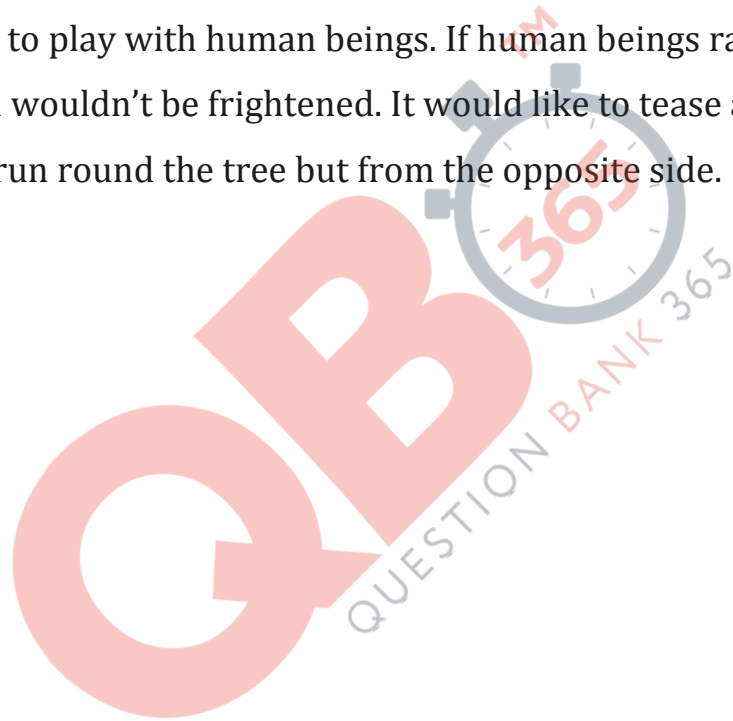 to play with human beings. If human beings ra
wouldn’t be frightened. It would like to tease a
run round the tree but from the opposite side.
TM
365
QB
QUESTION BANK 365